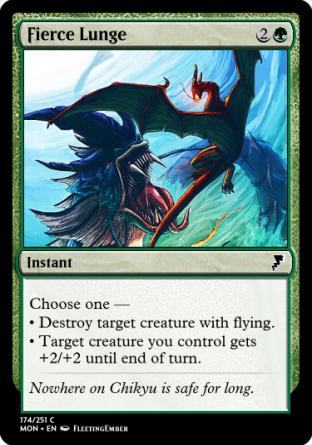 Fierce Lunge 2
Instant
Choose one —
• Destroy target creature with flying.
• Target creature you control gets
+2/+2 until end of turn.
Nowhere on Chikyu is safe for long.
174/251 C
MON • EN FleetingEmber